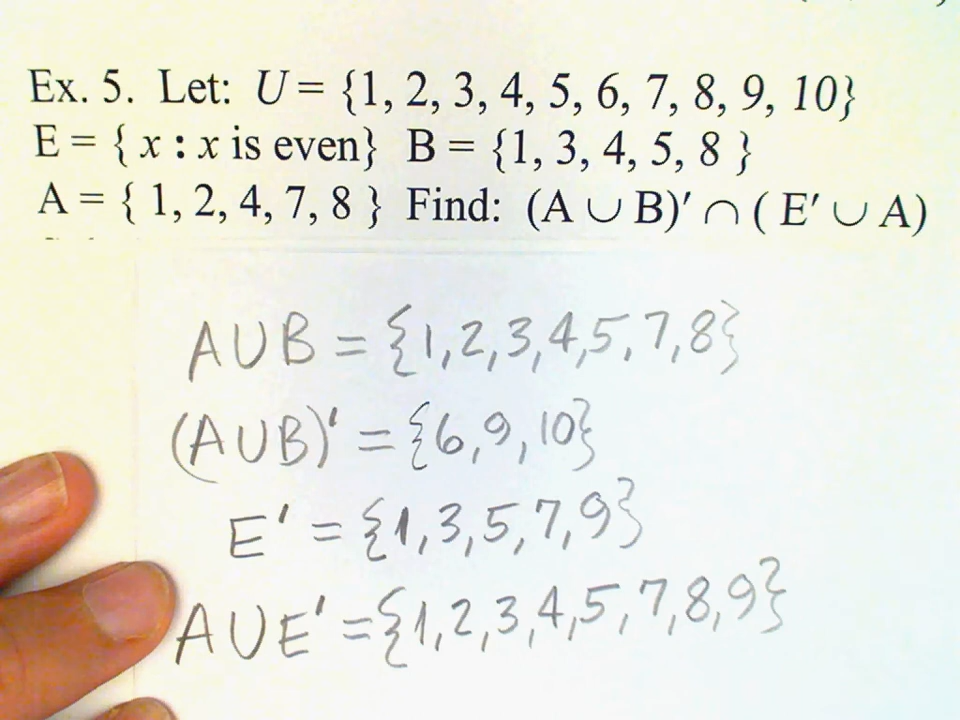 Ex. 5. Let: U = {1, 2, 3, 4, 5, 6, 7, 8, 9, 10}
E = { x : x is even} B = {1, 3, 4, 5, 8 }
A = { 1, 2, 4, 7, 8 } Find: (A ∪ B)′ ∩ ( E′ ∪ A)
A∪B = {1,2,3,4,5,7,8}
(A∪B)′ = {6,9,10}
E′ = {1,3,5,7,9}
A∪E′ = {1,2,3,4,5,7,8,9}